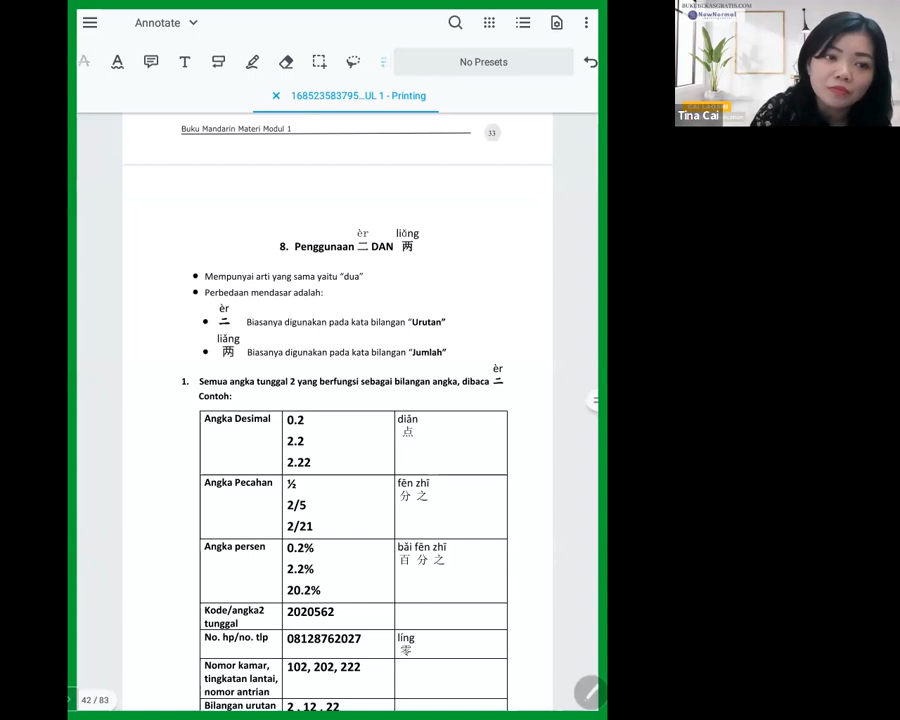 Annotate
No Presets
168523583795...UL 1 - Printing
Buku Mandarin Materi Modul 1
33
èr liǎng
8. Penggunaan 二 DAN 两
Mempunyai arti yang sama yaitu "dua"
Perbedaan mendasar adalah:
èr
二 Biasanya digunakan pada kata bilangan "Urutan"
liǎng
两 Biasanya digunakan pada kata bilangan "Jumlah"
èr
1. Semua angka tunggal 2 yang berfungsi sebagai bilangan angka, dibaca 二
Contoh:
Angka Desimal
0.2
2.2
2.22
diǎn
点
Angka Pecahan
½
2/5
2/21
fēn zhī
分 之
Angka persen
0.2%
2.2%
20.2%
bǎi fēn zhī
百 分 之
Kode/angka2
tunggal
2020562
No. hp/no. tlp
08128762027
líng
零
Nomor kamar,
tingkatan lantai,
nomor antrian
102, 202, 222
Bilangan urutan
2 , 12 , 22
42 / 83
BUKUDIKASGRATIS.COM
NewNormal
Tina Cai